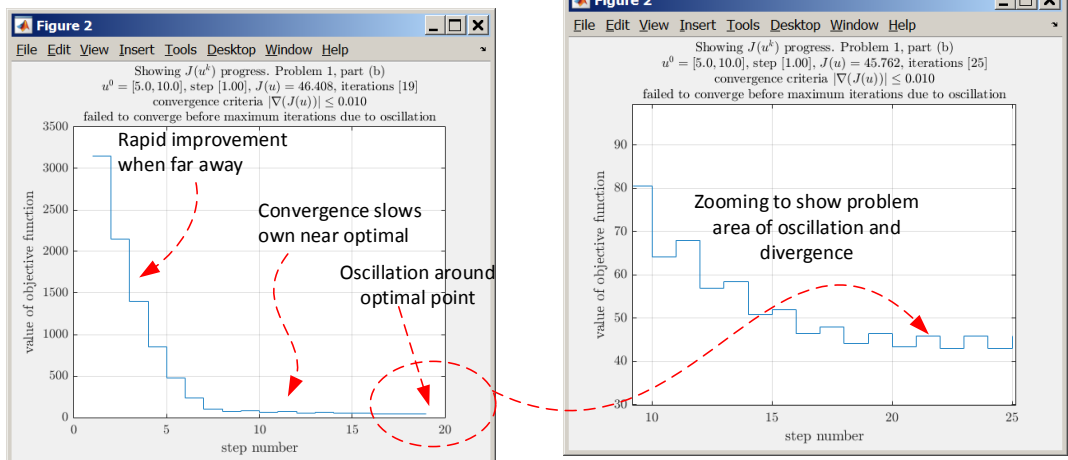 Figure 2
File Edit View Insert Tools Desktop Window Help
Showing J(u^k) progress. Problem 1, part (b)
u^0 = [5.0, 10.0], step [1.00], J(u) = 46.408, iterations [19]
convergence criteria |∇(J(u))| ≤ 0.010
failed to converge before maximum iterations due to oscillation
3500
3000
2500
2000
1500
1000
500
0
value of objective function
0 5 10 15 20
step number
Rapid improvement
when far away
Convergence slows
own near optimal
Oscillation around
optimal point
Figure 2
File Edit View Insert Tools Desktop Window Help
Showing J(u^k) progress. Problem 1, part (b)
u^0 = [5.0, 10.0], step [1.00], J(u) = 45.762, iterations [25]
convergence criteria |∇(J(u))| ≤ 0.010
failed to converge before maximum iterations due to oscillation
90
80
70
60
50
40
30
value of objective function
10 15 20 25
step number
Zooming to show problem
area of oscillation and
divergence